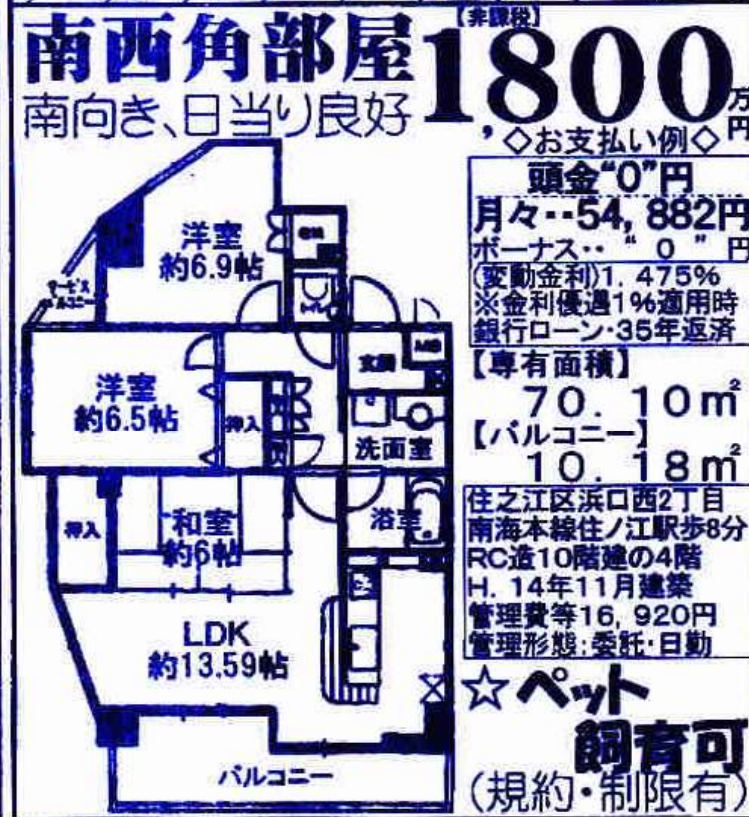 南西角部屋
南向き、日当り良好
【非課税】
1,800万円
◇お支払い例◇
頭金“0”円
月々‥54,882円
ボーナス‥“0”円
(変動金利)1.475%
※金利優遇1%適用時
銀行ローン・35年返済
【専有面積】
70.10㎡
【バルコニー】
10.18㎡
住之江区浜口西2丁目
南海本線住ノ江駅歩8分
RC造10階建の4階
H.14年11月建築
管理費等16,920円
管理形態:委託・日勤
☆ペット
飼育可
(規約・制限有)
洋室
約6.9帖
サービス
バルコニー
トイレ
玄関
MB
洋室
約6.5帖
押入
洗面室
押入
和室
約6帖
浴室
LDK
約13.59帖
バルコニー